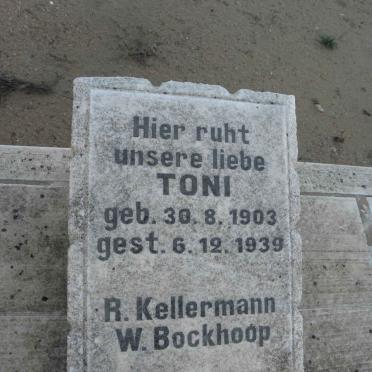 Hier ruht
unsere liebe
TONI
geb. 30. 8. 1903
gest. 6. 12. 1939
R. Kellermann
W. Bockhoop